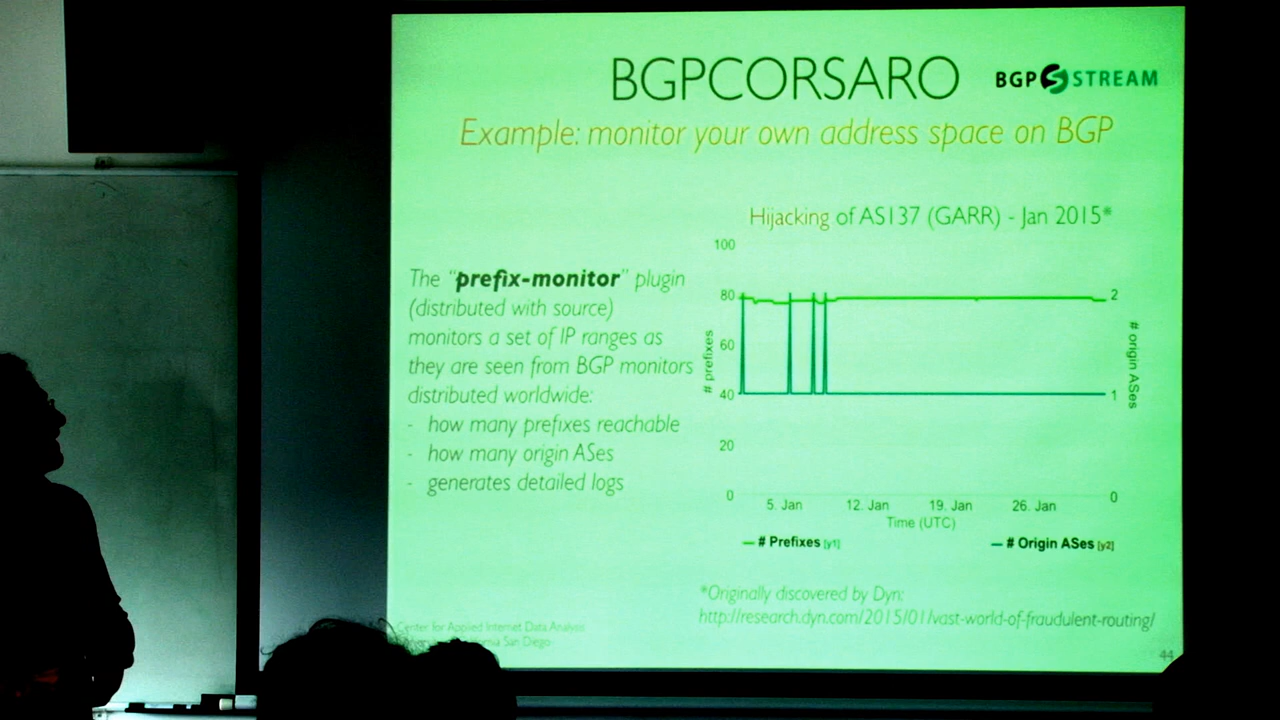 BGPCORSARO
BGP STREAM
Example: monitor your own address space on BGP
Hijacking of AS137 (GARR) - Jan 2015*
The "prefix-monitor" plugin
(distributed with source)
monitors a set of IP ranges as
they are seen from BGP monitors
distributed worldwide:
- how many prefixes reachable
- how many origin ASes
- generates detailed logs
100
80
60
40
20
0
# prefixes
2
1
0
# origin ASes
5. Jan 12. Jan 19. Jan 26. Jan
Time (UTC)
# Prefixes [y1] # Origin ASes [y2]
*Originally discovered by Dyn:
http://research.dyn.com/2015/01/vast-world-of-fraudulent-routing/
Center for Applied Internet Data Analysis
San Diego
44